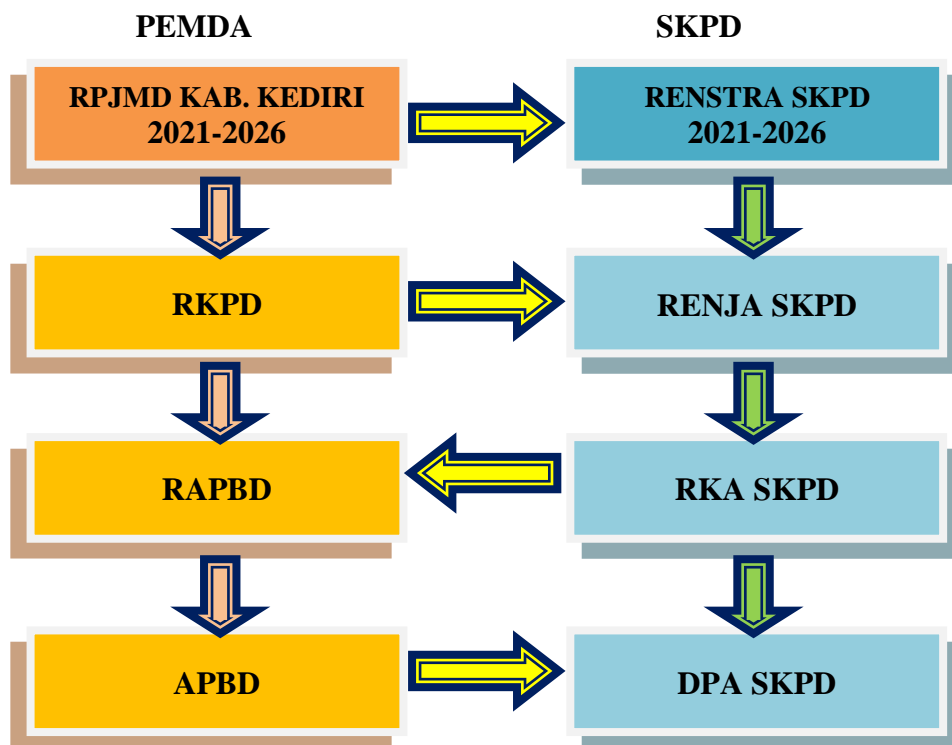 PEMDA
SKPD
RPJMD KAB. KEDIRI
2021-2026
RENSTRA SKPD
2021-2026
RKPD
RENJA SKPD
RAPBD
RKA SKPD
APBD
DPA SKPD